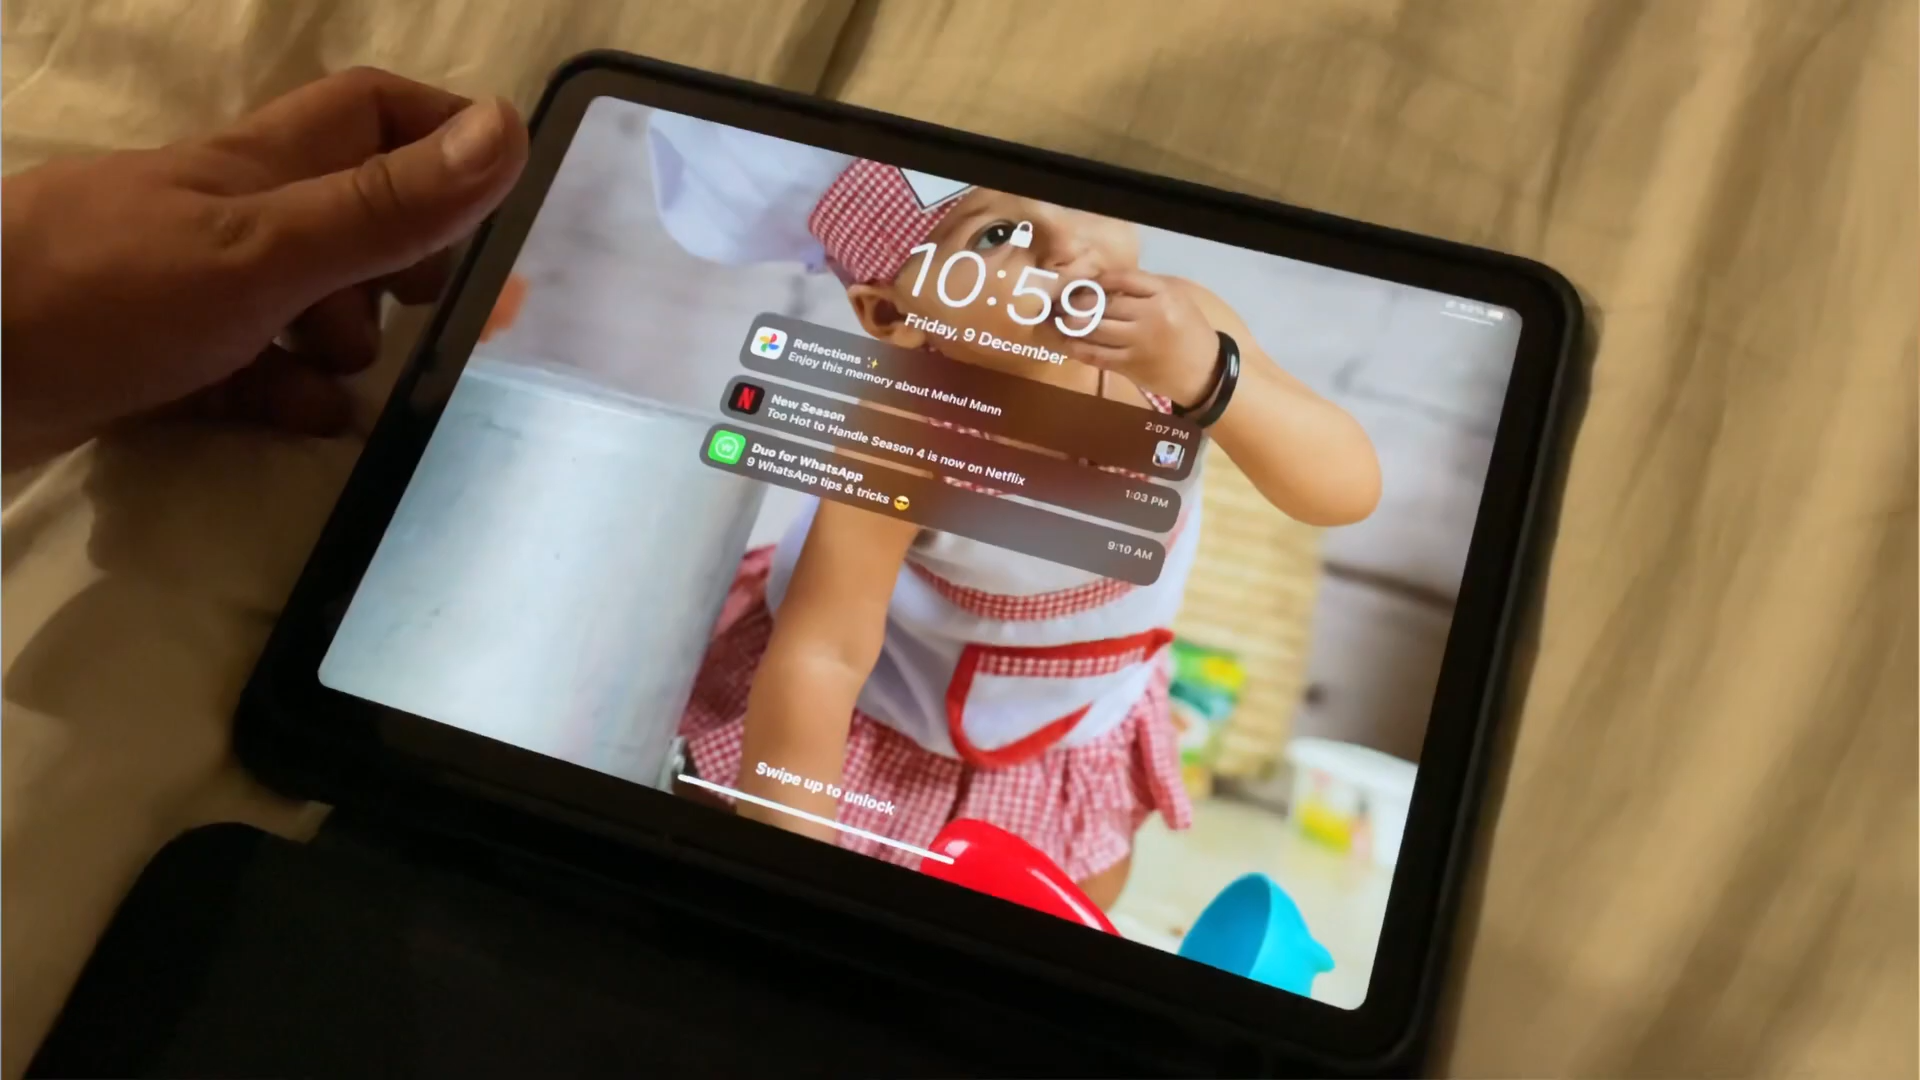 10:59
Friday, 9 December
Reflections ✨
Enjoy this memory about Mehul Mann
2:07 PM
New Season
Too Hot to Handle Season 4 is now on Netflix
1:03 PM
Duo for WhatsApp
9 WhatsApp tips & tricks 😎
9:10 AM
Swipe up to unlock